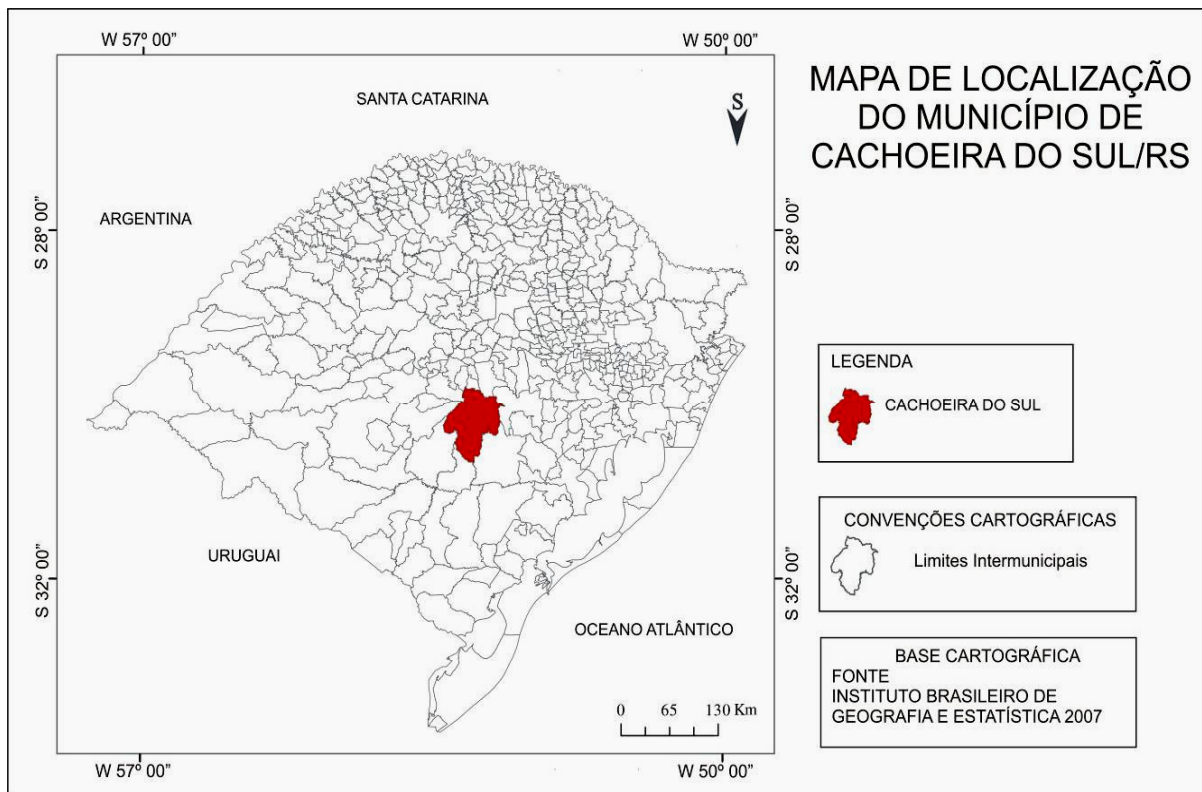 W 57º 00”
W 50º 00”
SANTA CATARINA
S
ARGENTINA
S 28º 00”
S 28º 00”
URUGUAI
S 32º 00”
S 32º 00”
OCEANO ATLÂNTICO
0 65 130 Km
W 57º 00”
W 50º 00”
MAPA DE LOCALIZAÇÃO
DO MUNICÍPIO DE
CACHOEIRA DO SUL/RS
LEGENDA
CACHOEIRA DO SUL
CONVENÇÕES CARTOGRÁFICAS
Limites Intermunicipais
BASE CARTOGRÁFICA
FONTE
INSTITUTO BRASILEIRO DE
GEOGRAFIA E ESTATÍSTICA 2007